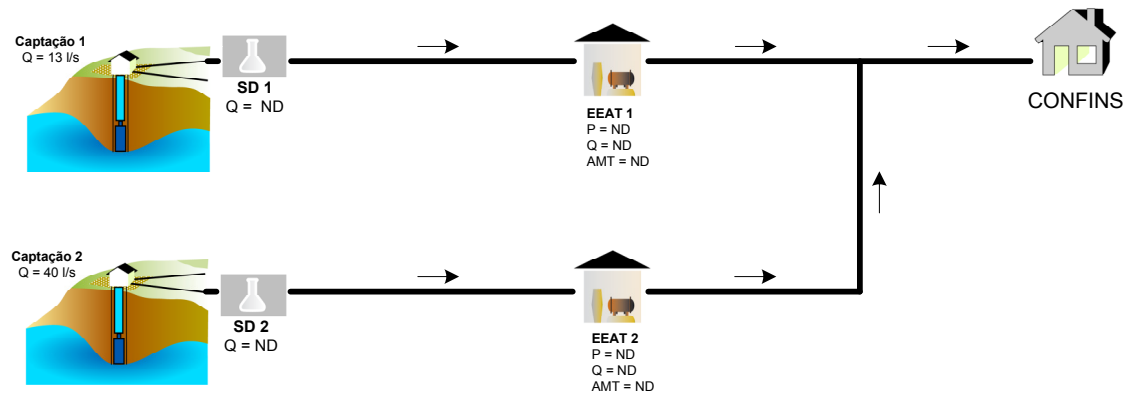 Captação 1
Q = 13 l/s
SD 1
Q = ND
EEAT 1
P = ND
Q = ND
AMT = ND
CONFINS
Captação 2
Q = 40 l/s
SD 2
Q = ND
EEAT 2
P = ND
Q = ND
AMT = ND